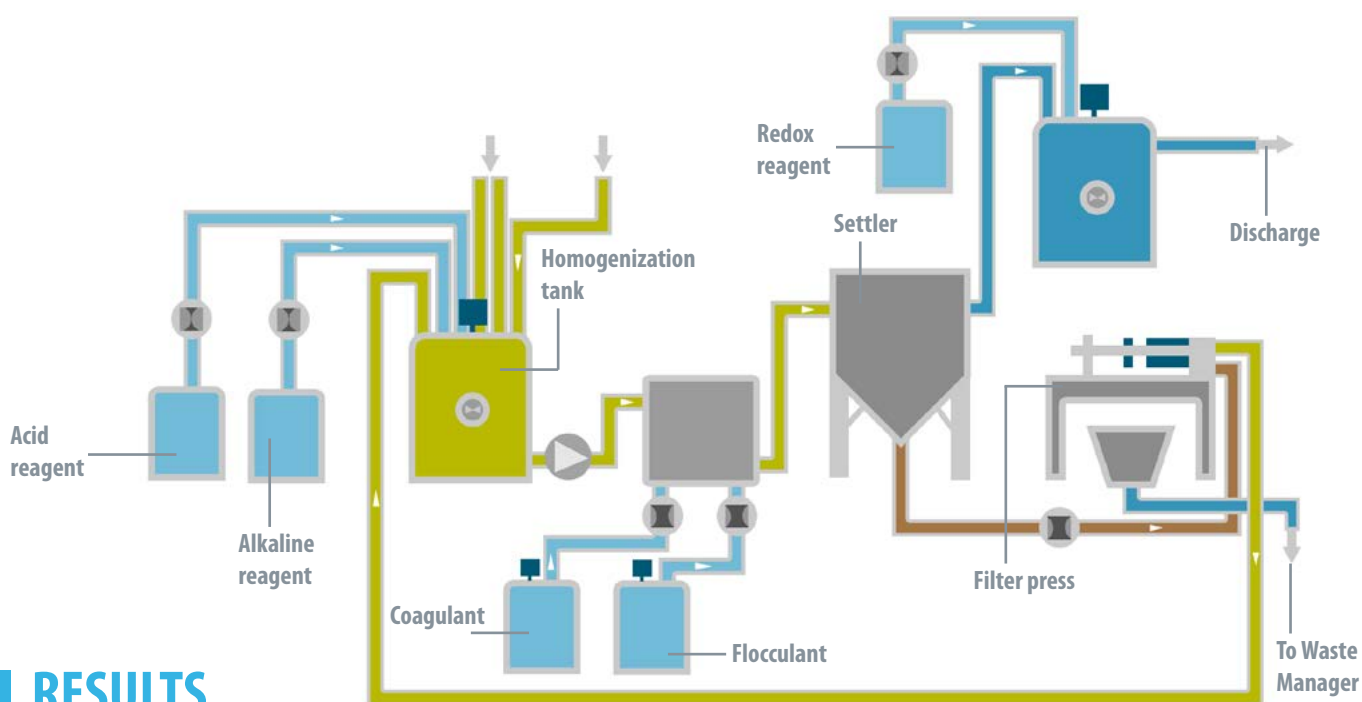 Redox
reagent
Settler
Discharge
Homogenization
tank
Acid
reagent
Alkaline
reagent
Filter press
Coagulant
Flocculant
To Waste
Manager
RESULTS